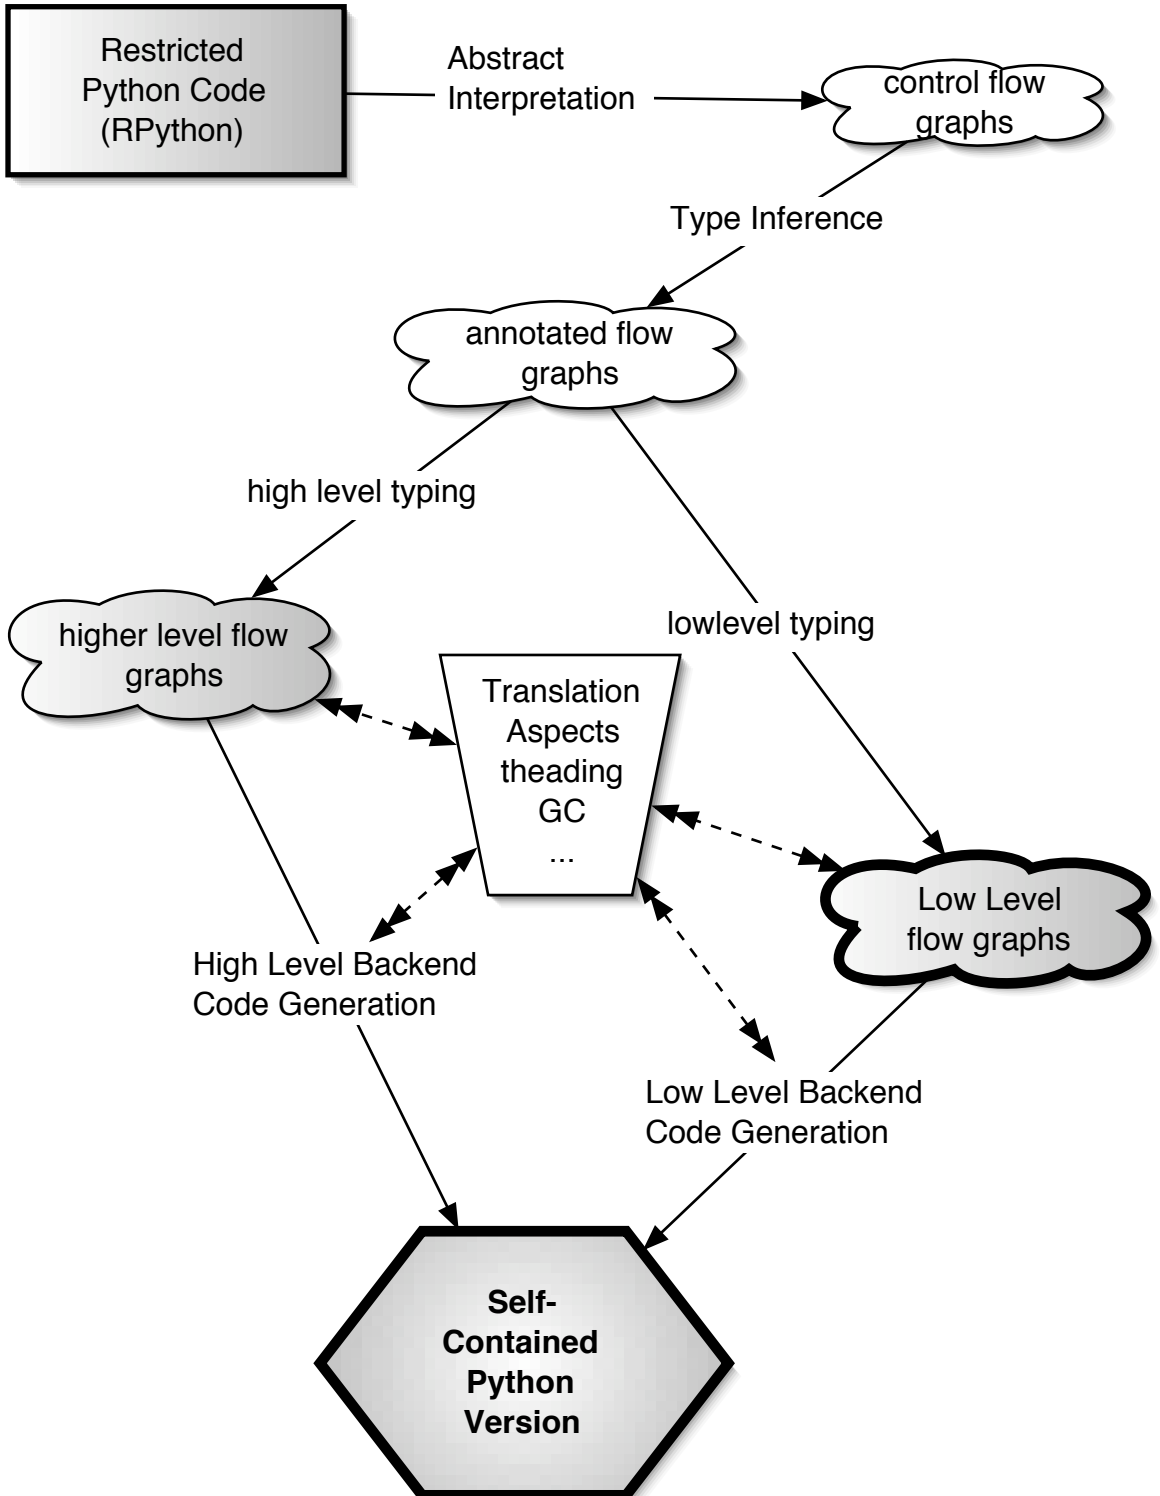 Restricted
Python Code
(RPython)
Abstract
Interpretation
control flow
graphs
Type Inference
annotated flow
graphs
high level typing
lowlevel typing
higher level flow
graphs
Translation
Aspects
theading
GC
...
Low Level
flow graphs
High Level Backend
Code Generation
Low Level Backend
Code Generation
Self-
Contained
Python
Version